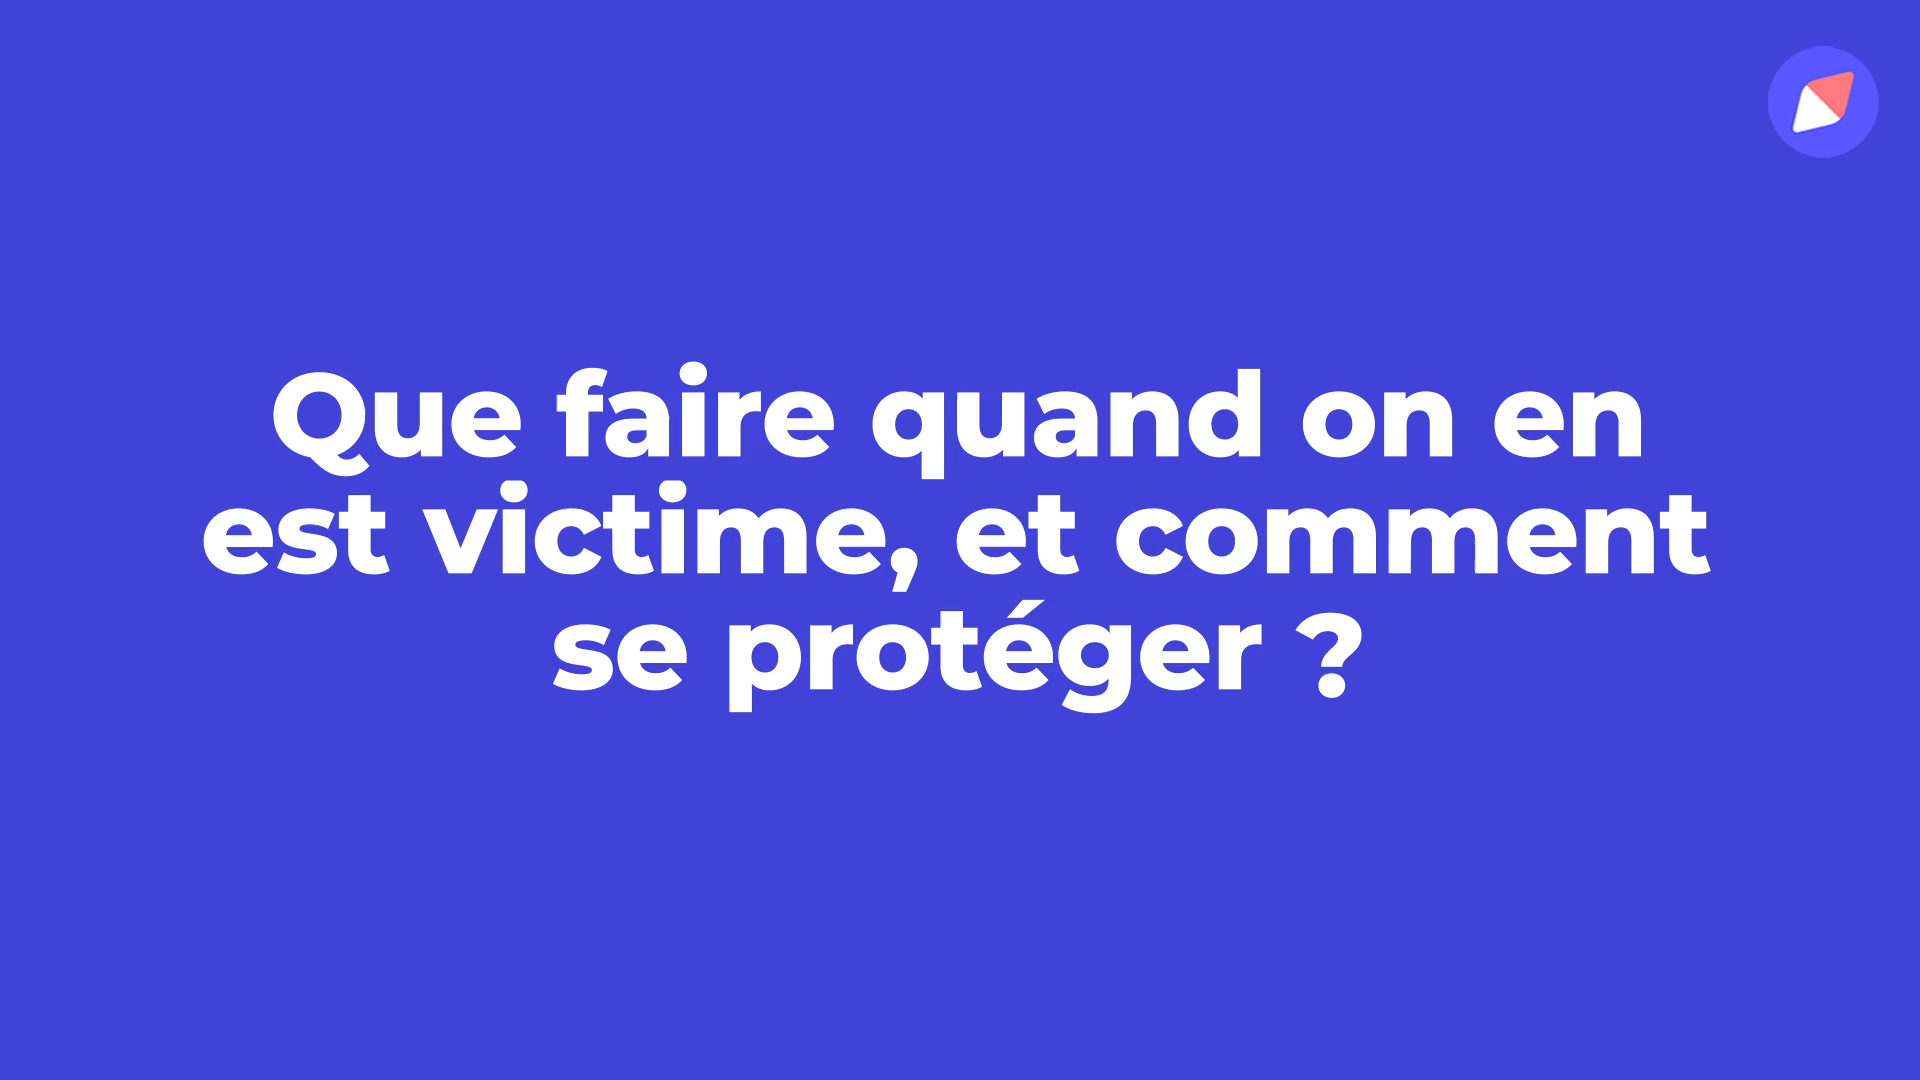 Que faire quand on en
est victime, et comment
se protéger ?